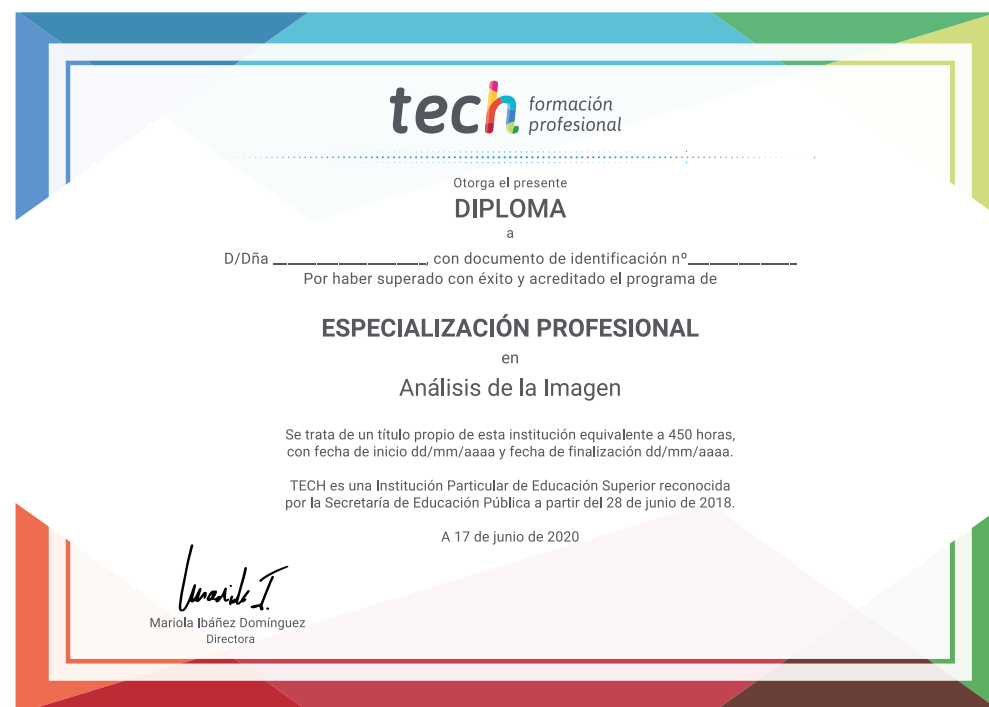 tech formación
profesional
Otorga el presente
DIPLOMA
a
D/Dña ____________________, con documento de identificación nº______________
Por haber superado con éxito y acreditado el programa de
ESPECIALIZACIÓN PROFESIONAL
en
Análisis de la Imagen
Se trata de un título propio de esta institución equivalente a 450 horas,
con fecha de inicio dd/mm/aaaa y fecha de finalización dd/mm/aaaa.
TECH es una Institución Particular de Educación Superior reconocida
por la Secretaría de Educación Pública a partir del 28 de junio de 2018.
A 17 de junio de 2020
Mariola Ibáñez Domínguez
Directora